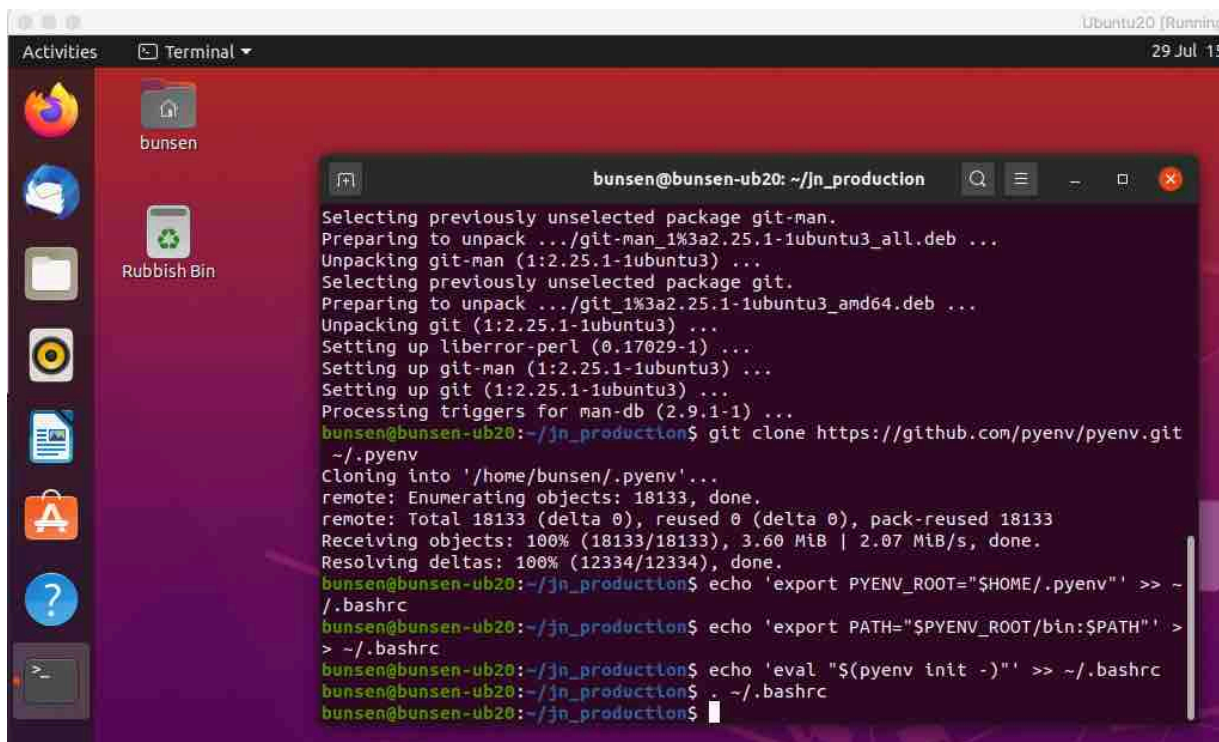 Ubuntu20 [Running
Activities
Terminal
29 Jul 15
bunsen
Rubbish Bin
bunsen@bunsen-ub20: ~/jn_production
Selecting previously unselected package git-man.
Preparing to unpack .../git-man_1%3a2.25.1-1ubuntu3_all.deb ...
Unpacking git-man (1:2.25.1-1ubuntu3) ...
Selecting previously unselected package git.
Preparing to unpack .../git_1%3a2.25.1-1ubuntu3_amd64.deb ...
Unpacking git (1:2.25.1-1ubuntu3) ...
Setting up liberror-perl (0.17029-1) ...
Setting up git-man (1:2.25.1-1ubuntu3) ...
Setting up git (1:2.25.1-1ubuntu3) ...
Processing triggers for man-db (2.9.1-1) ...
bunsen@bunsen-ub20:~/jn_production$ git clone https://github.com/pyenv/pyenv.git
 ~/.pyenv
Cloning into '/home/bunsen/.pyenv'...
remote: Enumerating objects: 18133, done.
remote: Total 18133 (delta 0), reused 0 (delta 0), pack-reused 18133
Receiving objects: 100% (18133/18133), 3.60 MiB | 2.07 MiB/s, done.
Resolving deltas: 100% (12334/12334), done.
bunsen@bunsen-ub20:~/jn_production$ echo 'export PYENV_ROOT="$HOME/.pyenv"' >> ~
/.bashrc
bunsen@bunsen-ub20:~/jn_production$ echo 'export PATH="$PYENV_ROOT/bin:$PATH"' >
> ~/.bashrc
bunsen@bunsen-ub20:~/jn_production$ echo 'eval "$(pyenv init -)"' >> ~/.bashrc
bunsen@bunsen-ub20:~/jn_production$ . ~/.bashrc
bunsen@bunsen-ub20:~/jn_production$